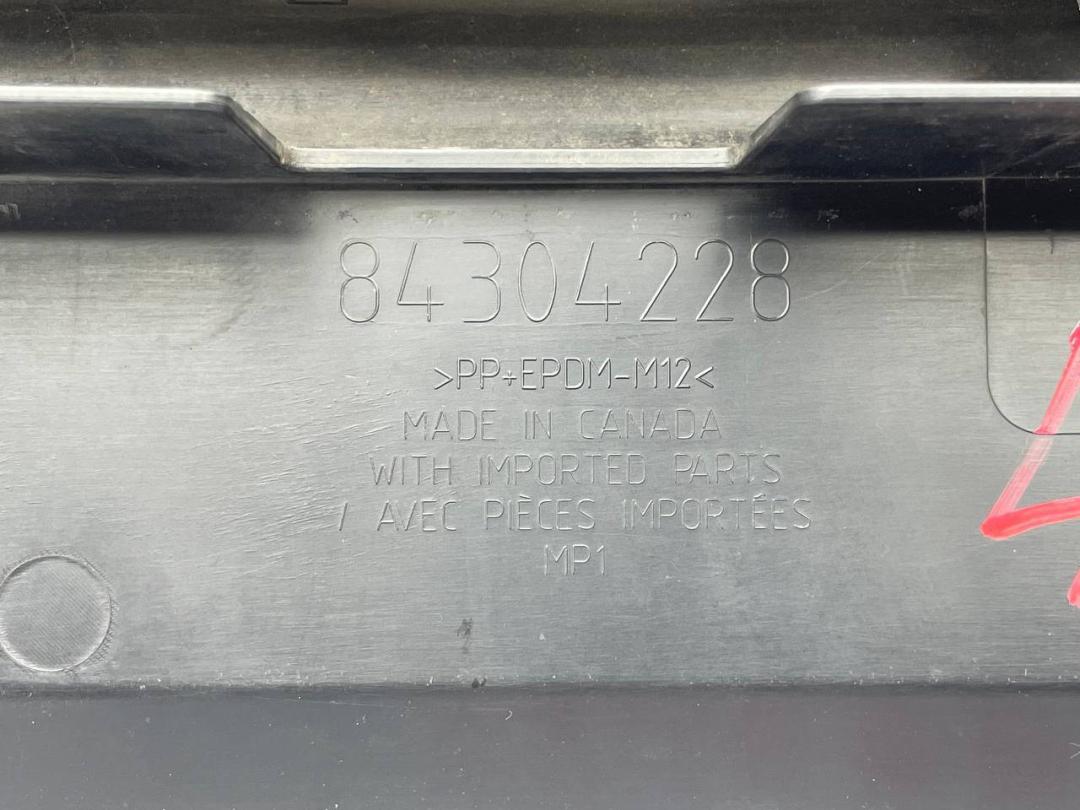 84304228
>PP+EPDM-M12<
MADE IN CANADA
WITH IMPORTED PARTS
/ AVEC PIÈCES IMPORTÉES
MP1